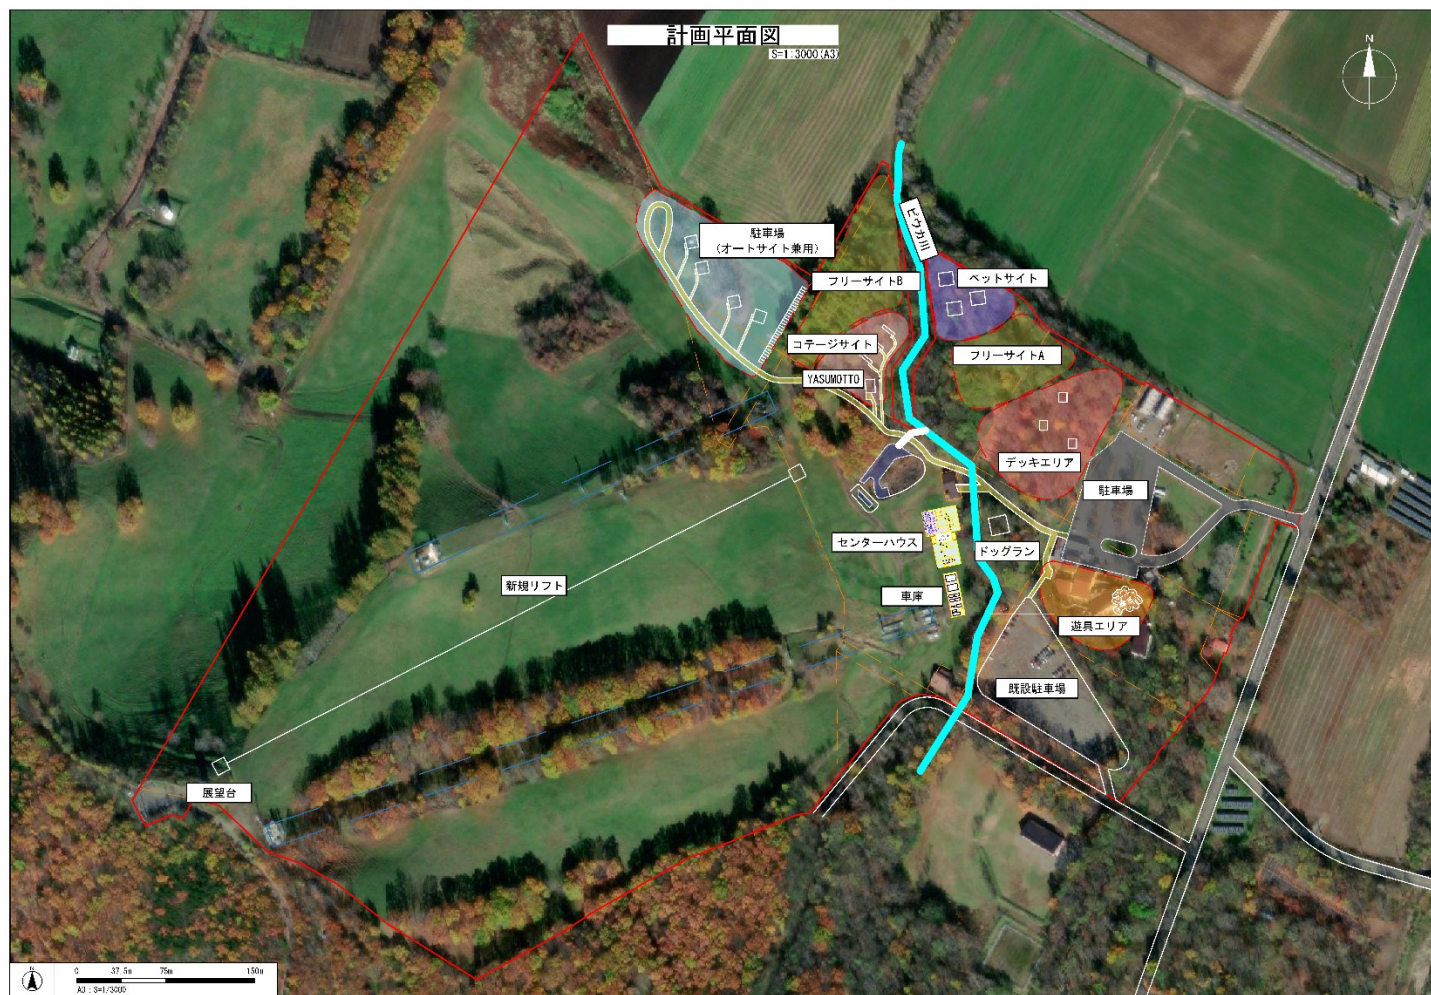 計画平面図
S=1:3000(A3)
N
駐車場
(オートサイト兼用)
ビウカ川
フリーサイトB
ペットサイト
コテージサイト
フリーサイトA
YASUMOTTO
デッキエリア
駐車場
センターハウス
ドッグラン
新規リフト
車庫
遊具エリア
既設駐車場
展望台
N
0 37.5m 75m 150m
A3 : S=1/3000